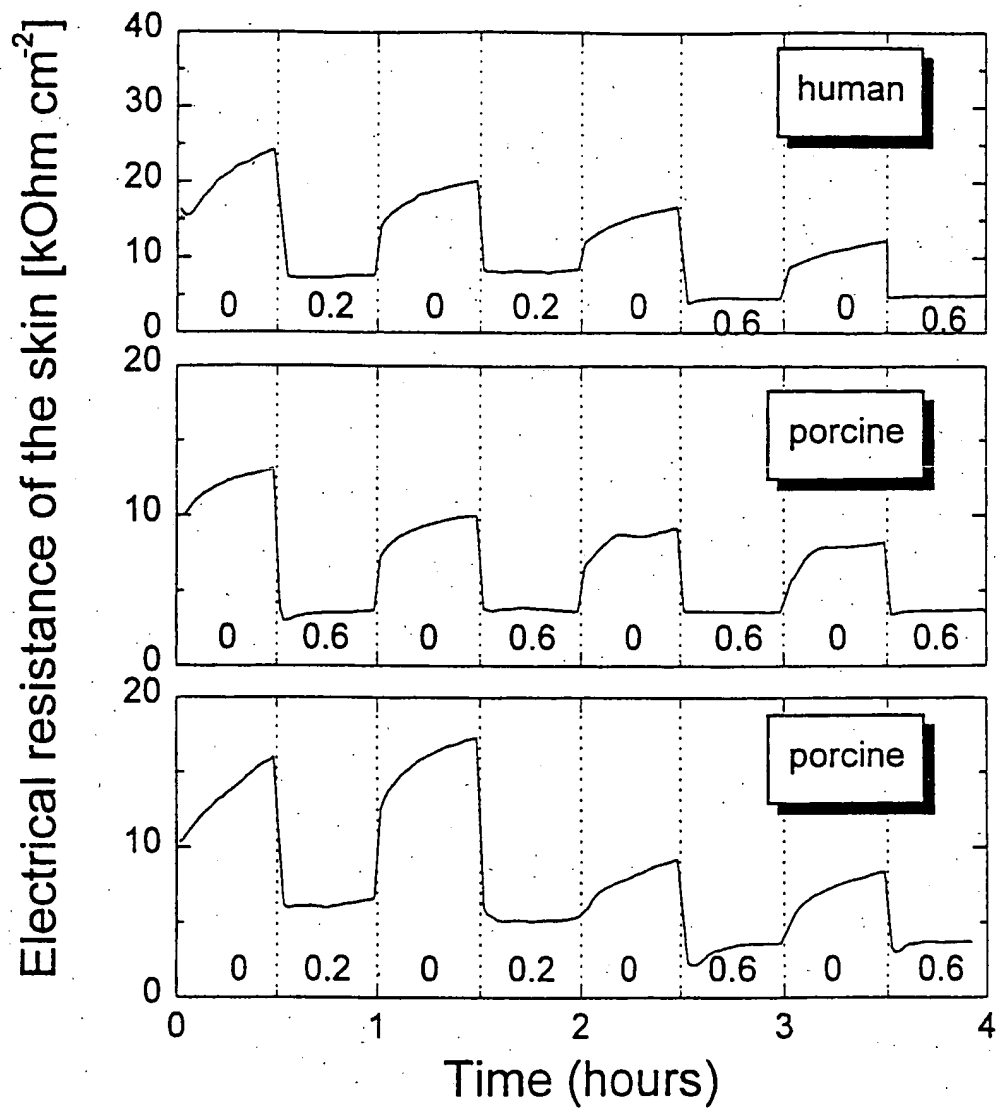 Electrical resistance of the skin [kOhm cm⁻²]
40
30
20
10
0
human
0 0.2 0 0.2 0 0.6 0 0.6
20
10
0
porcine
0 0.6 0 0.6 0 0.6 0 0.6
20
10
0
porcine
0 0.2 0 0.2 0 0.6 0 0.6
0 1 2 3 4
Time (hours)